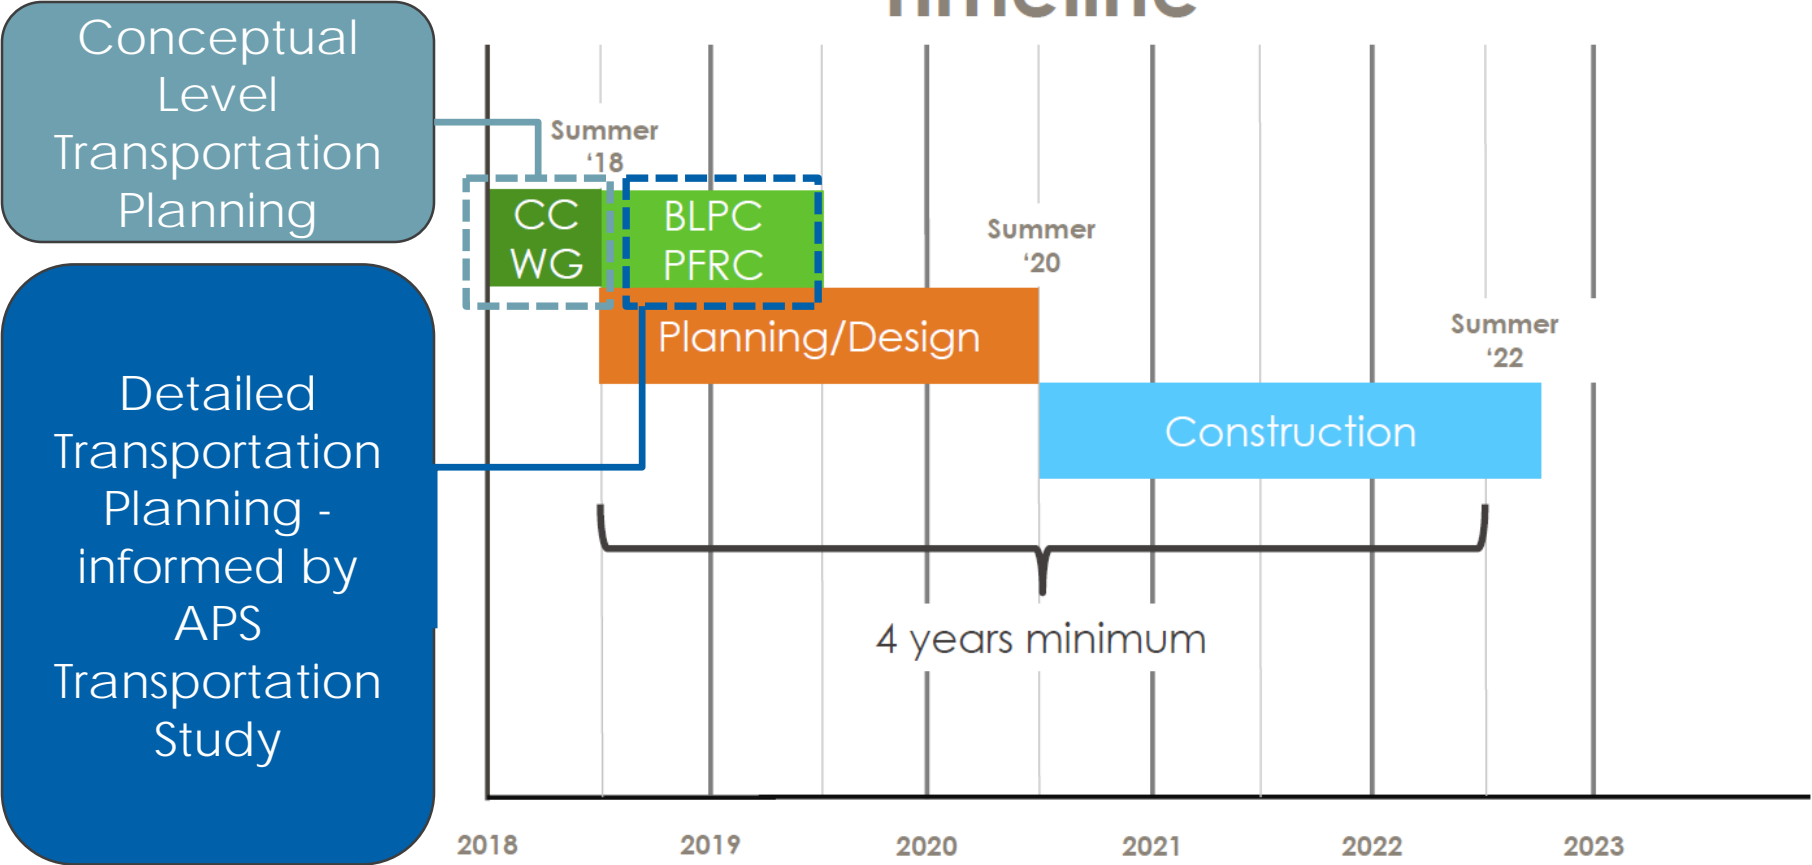 Timeline
Conceptual
Level
Transportation
Planning
Detailed
Transportation
Planning -
informed by
APS
Transportation
Study
Summer
‘18
CC
WG
BLPC
PFRC
Summer
‘20
Planning/Design
Summer
‘22
Construction
4 years minimum
2018
2019
2020
2021
2022
2023